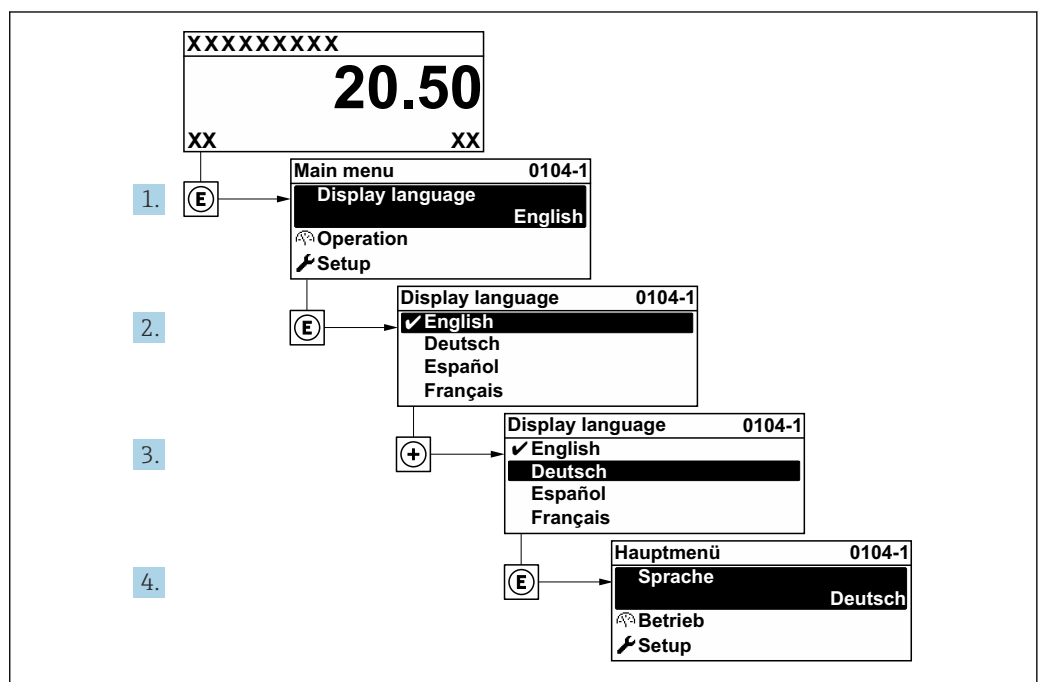 XXXXXXXXX
20.50
XX XX
Main menu 0104-1
1. E Display language
English
Operation
Setup
Display language 0104-1
2. E ✔English
Deutsch
Español
Français
Display language 0104-1
3. + ✔English
Deutsch
Español
Français
Hauptmenü 0104-1
4. E Sprache
Deutsch
Betrieb
Setup